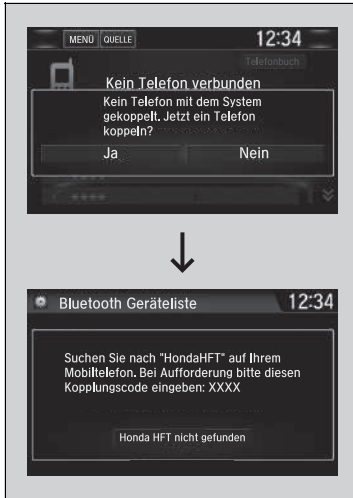 MENÜ QUELLE 12:34
Telefonbuch
Kein Telefon verbunden
Kein Telefon mit dem System
gekoppelt. Jetzt ein Telefon
koppeln?
Ja Nein
Bluetooth Geräteliste 12:34
Suchen Sie nach "HondaHFT" auf Ihrem
Mobiltelefon. Bei Aufforderung bitte diesen
Kopplungscode eingeben: XXXX
Honda HFT nicht gefunden